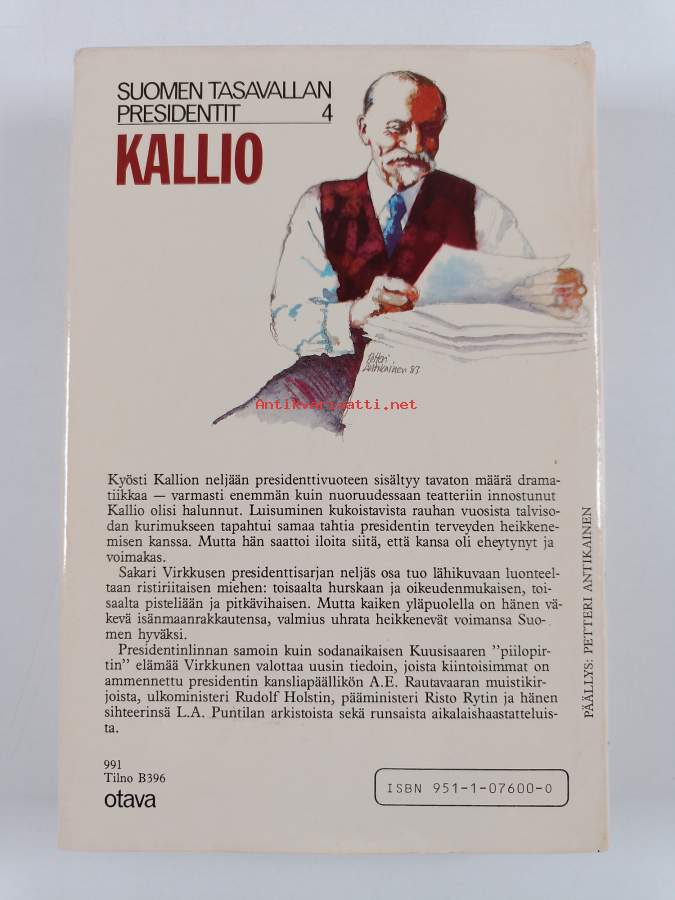 SUOMEN TASAVALLAN
PRESIDENTIT 4
KALLIO
Petteri
Antikainen 83
Antikvariaatti.net
Kyösti Kallion neljään presidenttivuoteen sisältyy tavaton määrä drama-
tiikkaa — varmasti enemmän kuin nuoruudessaan teatteriin innostunut
Kallio olisi halunnut. Luisuminen kukoistavista rauhan vuosista talviso-
dan kurimukseen tapahtui samaa tahtia presidentin terveyden heikkene-
misen kanssa. Mutta hän saattoi iloita siitä, että kansa oli eheytynyt ja
voimakas.
Sakari Virkkusen presidenttisarjan neljäs osa tuo lähikuvaan luonteel-
taan ristiriitaisen miehen: toisaalta hurskaan ja oikeudenmukaisen, toi-
saalta pisteliään ja pitkävihaisen. Mutta kaiken yläpuolella on hänen vä-
kevä isänmaanrakkautensa, valmius uhrata heikkenevät voimansa Suo-
men hyväksi.
Presidentinlinnan samoin kuin sodanaikaisen Kuusisaaren "piilopir-
tin" elämää Virkkunen valottaa uusin tiedoin, joista kiintoisimmat on
ammennettu presidentin kansliapäällikön A.E. Rautavaaran muistikir-
joista, ulkoministeri Rudolf Holstin, pääministeri Risto Rytin ja hänen
sihteerinsä L.A. Puntilan arkistoista sekä runsaista aikalaishaastatteluis-
ta.
PÄÄLLYS: PETTERI ANTIKAINEN
991
Tilno B396
otava
ISBN 951-1-07600-0